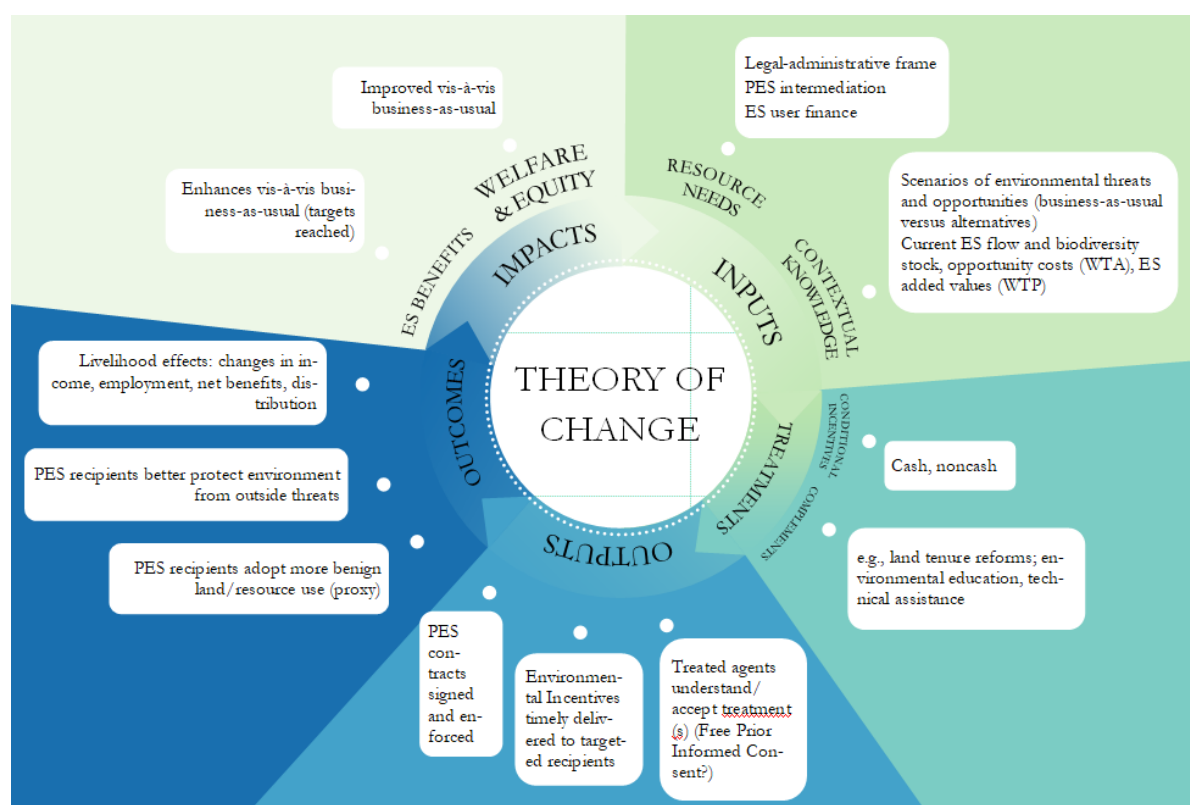 THEORY OF
CHANGE
INPUTS
RESOURCE
NEEDS
Legal-administrative frame
PES intermediation
ES user finance
CONTEXTUAL
KNOWLEDGE
Scenarios of environmental threats
and opportunities (business-as-usual
versus alternatives)
Current ES flow and biodiversity
stock, opportunity costs (WTA), ES
added values (WTP)
TREATMENTS
CONDITIONAL
INCENTIVES
Cash, noncash
COMPLEMENTS
e.g., land tenure reforms; en-
vironmental education, tech-
nical assistance
OUTPUTS
Treated agents
understand/
accept treatment
(s) (Free Prior
Informed Con-
sent?)
Environmen-
tal Incentives
timely deliv-
ered to target-
ed recipients
PES
con-
tracts
signed
and en-
forced
OUTCOMES
PES recipients adopt more benign
land/resource use (proxy)
PES recipients better protect environment
from outside threats
Livelihood effects: changes in in-
come, employment, net benefits, dis-
tribution
IMPACTS
ES BENEFITS
Enhances vis-à-vis busi-
ness-as-usual (targets
reached)
WELFARE
& EQUITY
Improved vis-à-vis
business-as-usual